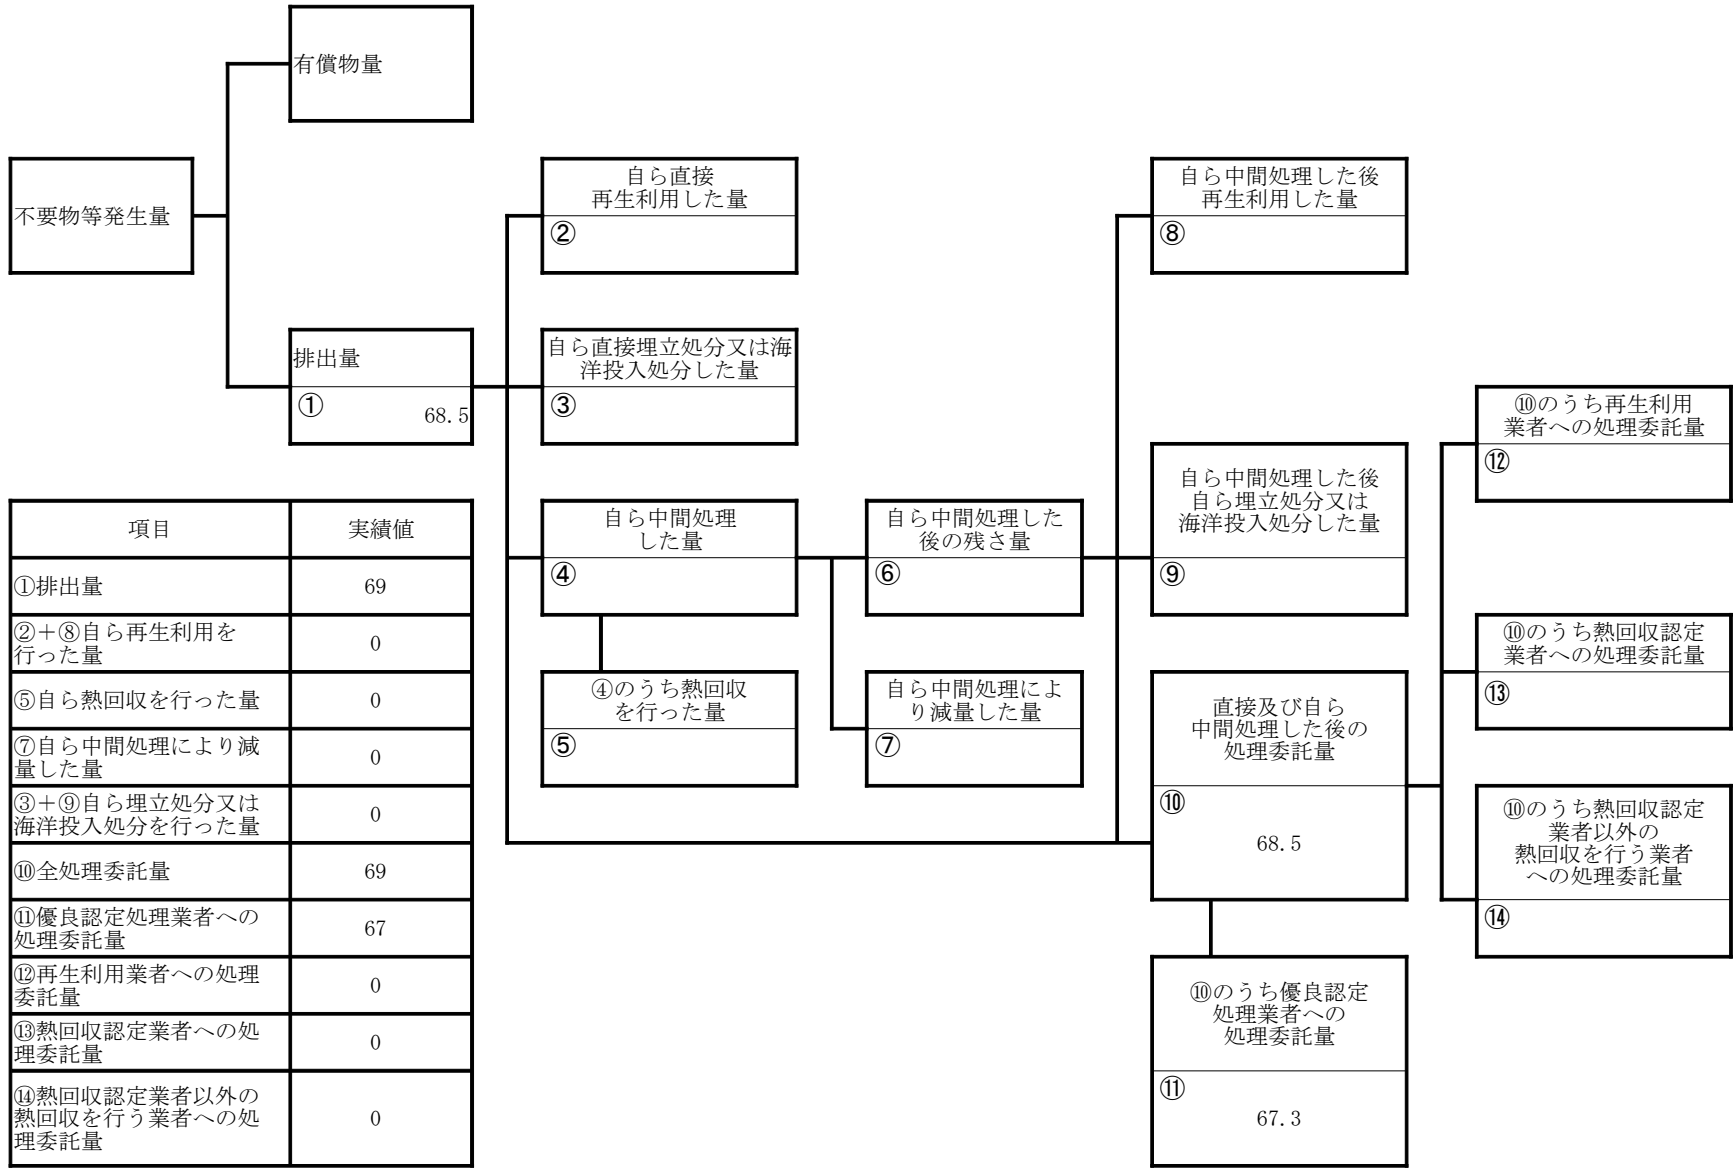 有償物量
不要物等発生量
自ら直接
再生利用した量
②
自ら中間処理した後
再生利用した量
⑧
排出量
①
68.5
自ら直接埋立処分又は海
洋投入処分した量
③
⑩のうち再生利用
業者への処理委託量
⑫
自ら中間処理
した量
④
自ら中間処理した
後の残さ量
⑥
自ら中間処理した後
自ら埋立処分又は
海洋投入処分した量
⑨
⑩のうち熱回収認定
業者への処理委託量
⑬
④のうち熱回収
を行った量
⑤
自ら中間処理によ
り減量した量
⑦
直接及び自ら
中間処理した後の
処理委託量
⑩
68.5
⑩のうち熱回収認定
業者以外の
熱回収を行う業者
への処理委託量
⑭
⑩のうち優良認定
処理業者への
処理委託量
⑪
67.3
項目 実績値
①排出量 69
②＋⑧自ら再生利用を
行った量 0
⑤自ら熱回収を行った量 0
⑦自ら中間処理により減
量した量 0
③＋⑨自ら埋立処分又は
海洋投入処分を行った量 0
⑩全処理委託量 69
⑪優良認定処理業者への
処理委託量 67
⑫再生利用業者への処理
委託量 0
⑬熱回収認定業者への処
理委託量 0
⑭熱回収認定業者以外の
熱回収を行う業者への処
理委託量 0